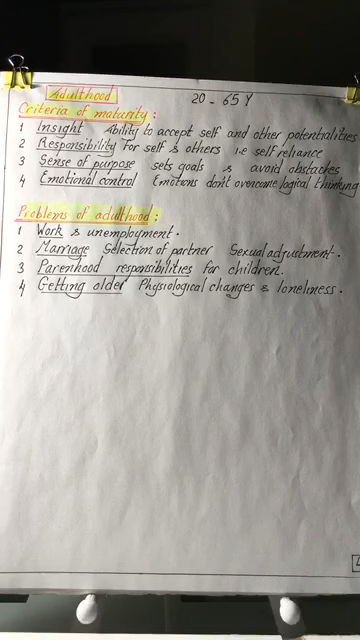 Adulthood 20 - 65 Y
Criteria of maturity :
1 Insight Ability to accept self and other potentialities
2 Responsibility for self & others i.e self reliance
3 Sense of purpose sets goals & avoid obstacles
4 Emotional control Emotions don't overcome logical thinking
Problems of adulthood :
1 Work & unemployment.
2 Marriage Selection of partner Sexual adjustment.
3 Parenhood responsibilities for children.
4 Getting older Physiological changes & loneliness.